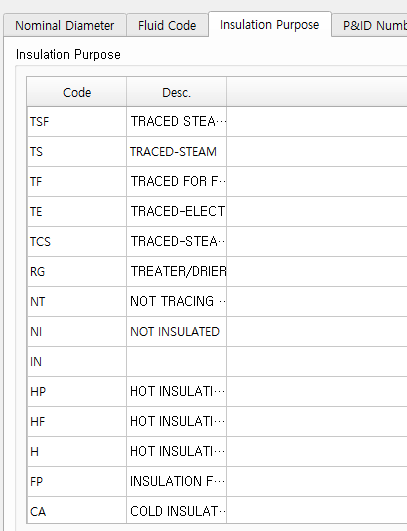 Nominal Diameter Fluid Code Insulation Purpose P&ID Numb
Insulation Purpose
Code Desc.
TSF TRACED STEA···
TS TRACED-STEAM
TF TRACED FOR F···
TE TRACED-ELECT
TCS TRACED-STEA···
RG TREATER/DRIER
NT NOT TRACING ···
NI NOT INSULATED
IN
HP HOT INSULATI···
HF HOT INSULATI···
H HOT INSULATI···
FP INSULATION F···
CA COLD INSULAT···